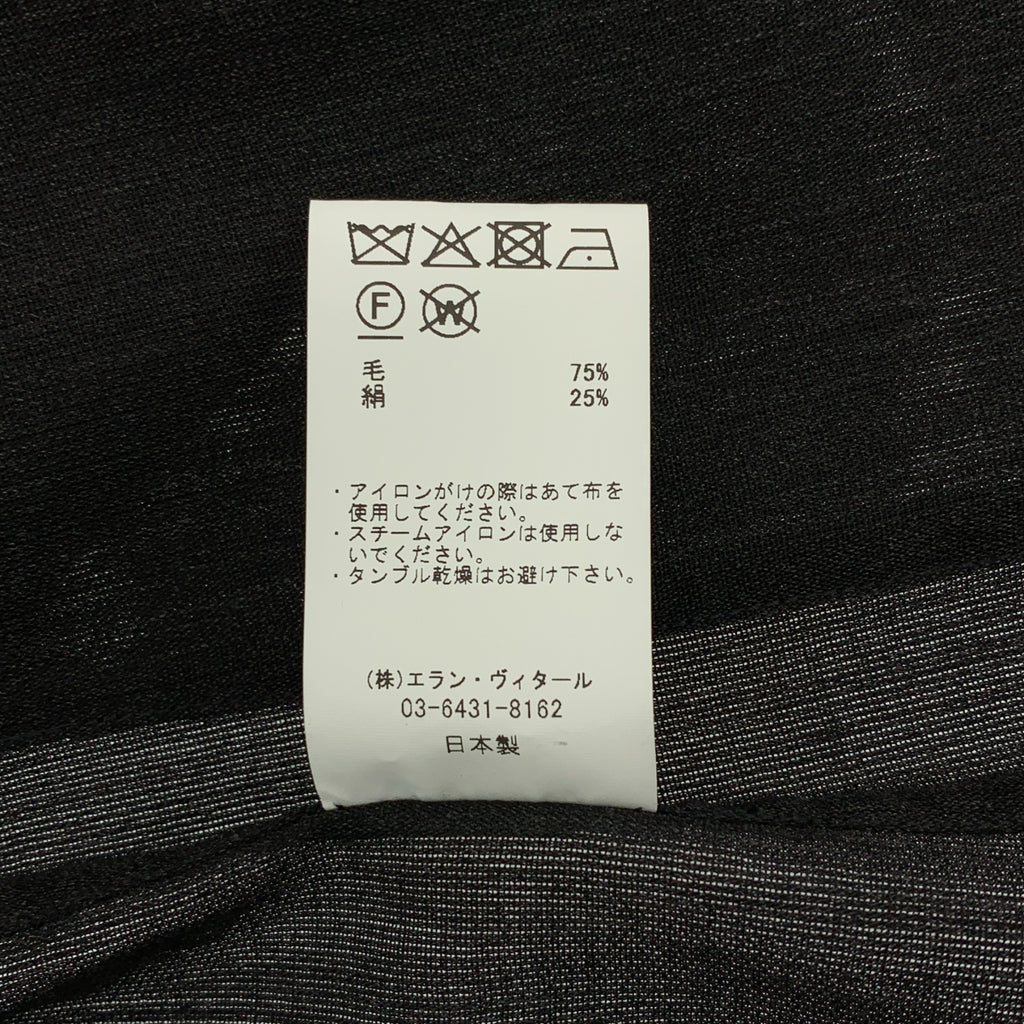 F W
毛 75%
絹 25%
・アイロンがけの際はあて布を
使用してください。
・スチームアイロンは使用しな
いでください。
・タンブル乾燥はお避け下さい。
(株)エラン・ヴィタール
03-6431-8162
日本製